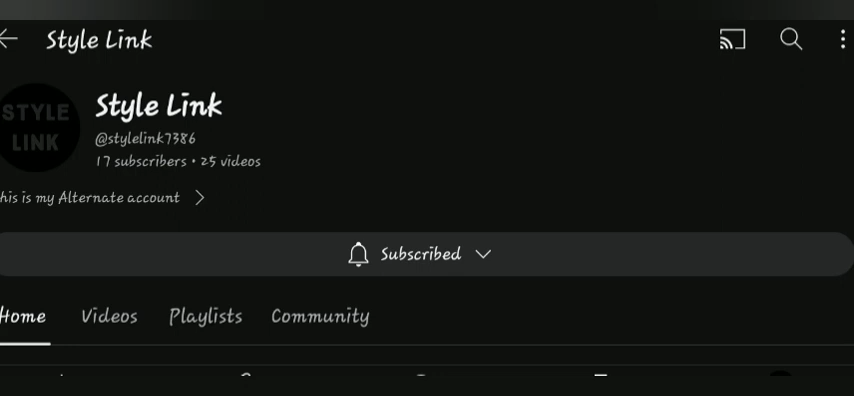 Style Link
STYLE
LINK
Style Link
@stylelink7386
17 subscribers • 25 videos
his is my Alternate account
Subscribed
Home Videos Playlists Community